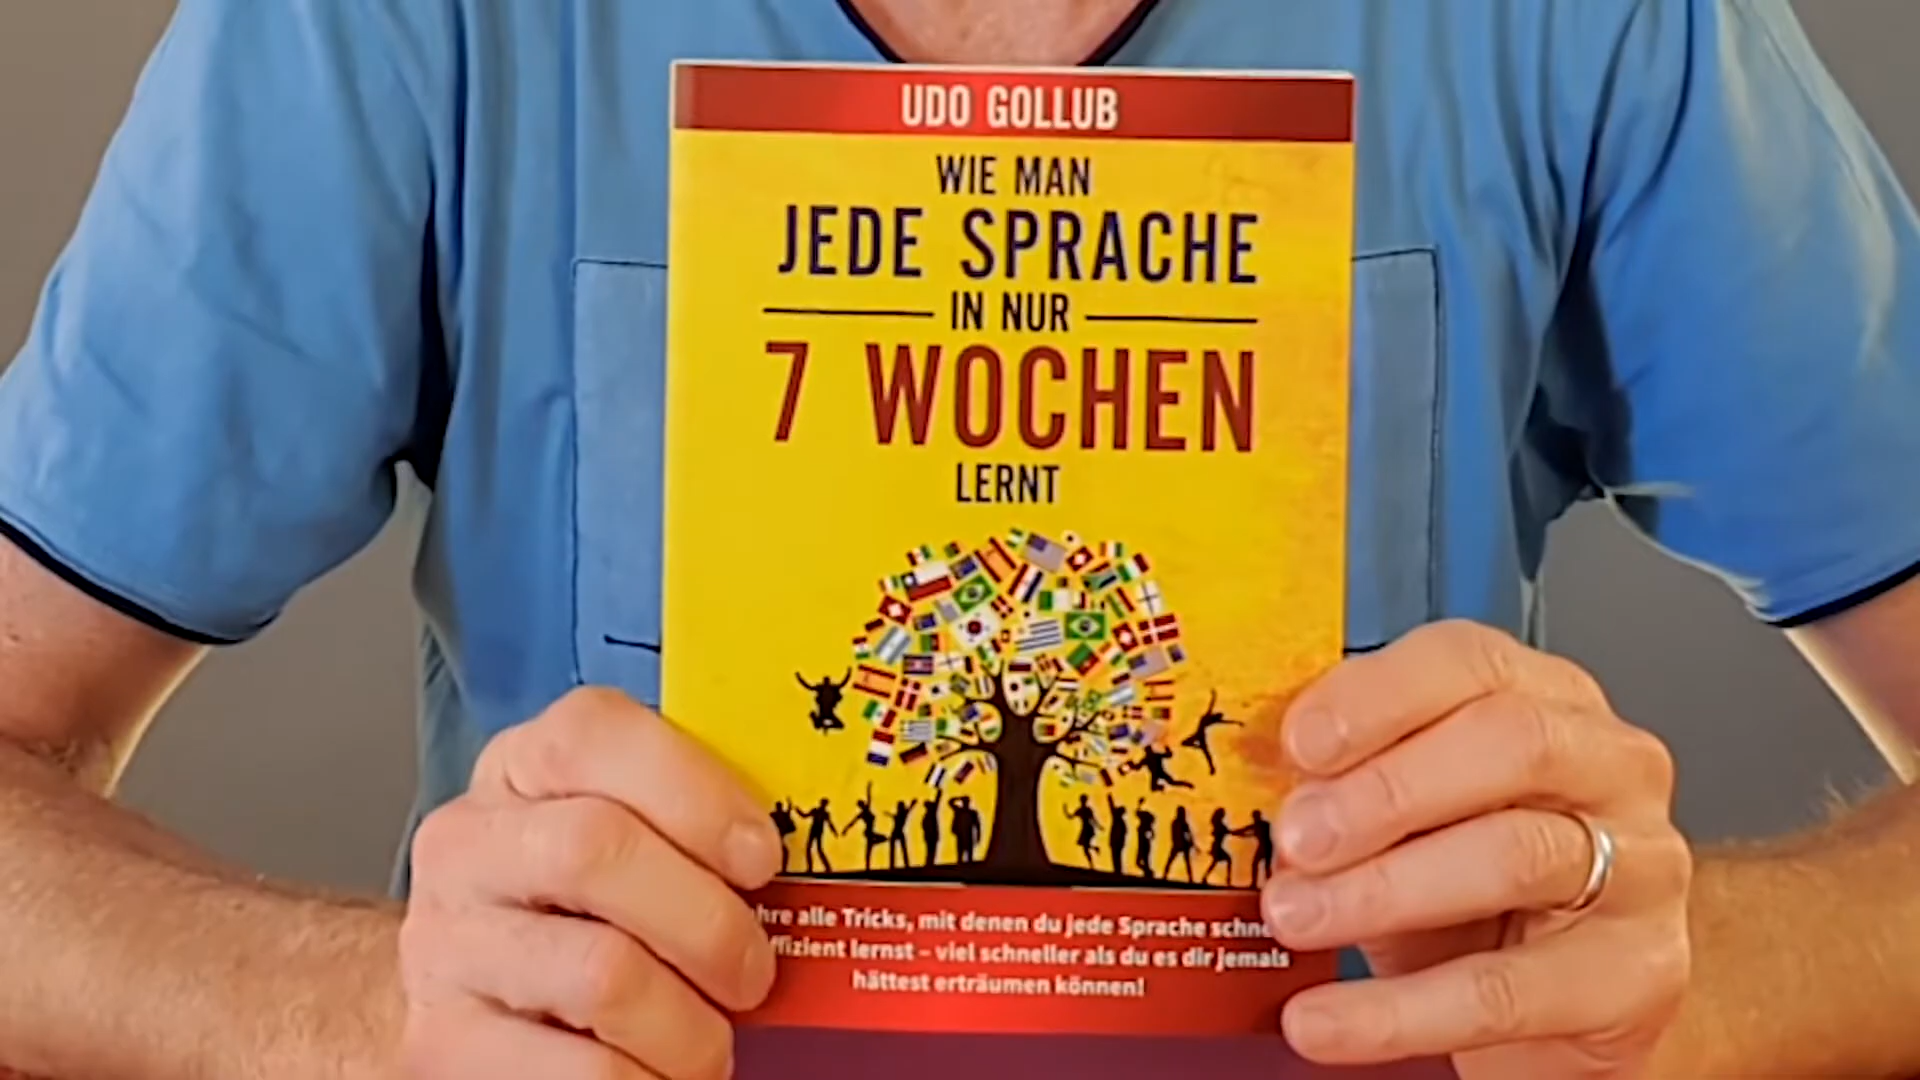 UDO GOLLUB
WIE MAN
JEDE SPRACHE
IN NUR
7 WOCHEN
LERNT
alle Tricks, mit denen du jede Sprache
lernst – viel schneller als du es dir jemals
hättest erträumen können!